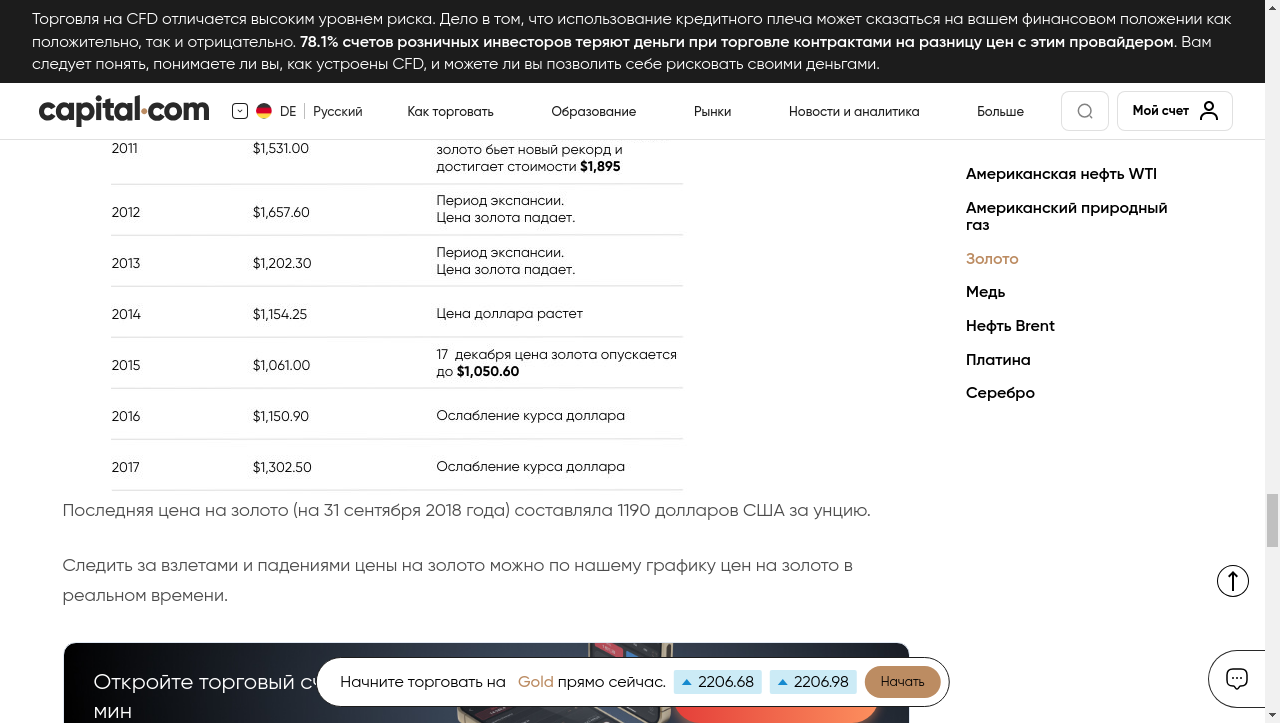 Торговля на CFD отличается высоким уровнем риска. Дело в том, что использование кредитного плеча может сказаться на вашем финансовом положении как
положительно, так и отрицательно. 78.1% счетов розничных инвесторов теряют деньги при торговле контрактами на разницу цен с этим провайдером. Вам
следует понять, понимаете ли вы, как устроены CFD, и можете ли вы позволить себе рисковать своими деньгами.
capital.com DE Русский Как торговать Образование Рынки Новости и аналитика Больше Мой счет
2011 $1,531.00 золото бьет новый рекорд и
достигает стоимости $1,895
2012 $1,657.60 Период экспансии.
Цена золота падает.
2013 $1,202.30 Период экспансии.
Цена золота падает.
2014 $1,154.25 Цена доллара растет
2015 $1,061.00 17 декабря цена золота опускается
до $1,050.60
2016 $1,150.90 Ослабление курса доллара
2017 $1,302.50 Ослабление курса доллара
Последняя цена на золото (на 31 сентября 2018 года) составляла 1190 долларов США за унцию.
Следить за взлетами и падениями цены на золото можно по нашему графику цен на золото в
реальном времени.
Американская нефть WTI
Американский природный
газ
Золото
Медь
Нефть Brent
Платина
Серебро
Откройте торговый
мин
Начните торговать на Gold прямо сейчас. 2206.68 2206.98 Начать